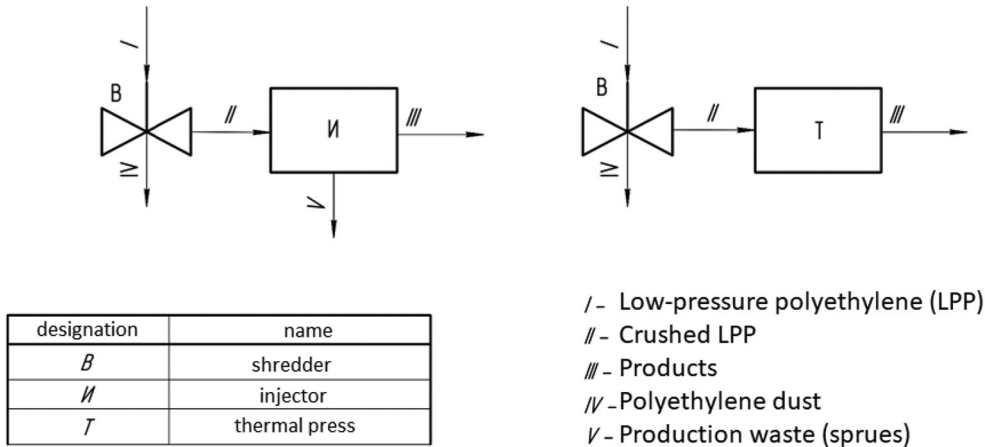 I
B
II
И
III
IV
V
I
B
II
T
III
IV
designation name
B shredder
И injector
T thermal press
I – Low-pressure polyethylene (LPP)
II – Crushed LPP
III – Products
IV – Polyethylene dust
V – Production waste (sprues)